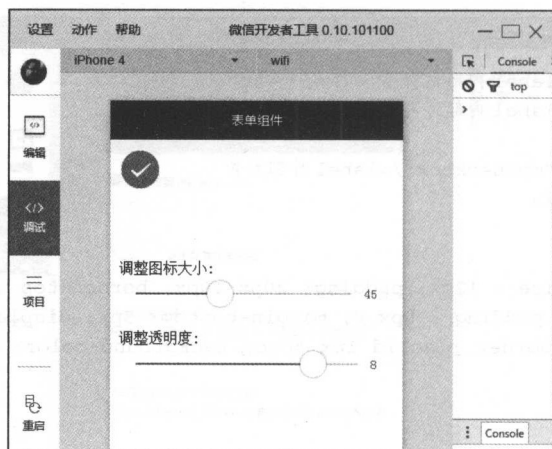 设置 动作 帮助 微信开发者工具 0.10.101100
iPhone 4 wifi
Console
top
编辑
</>
调试
项目
重启
表单组件
调整图标大小：
45
调整透明度：
8
Console